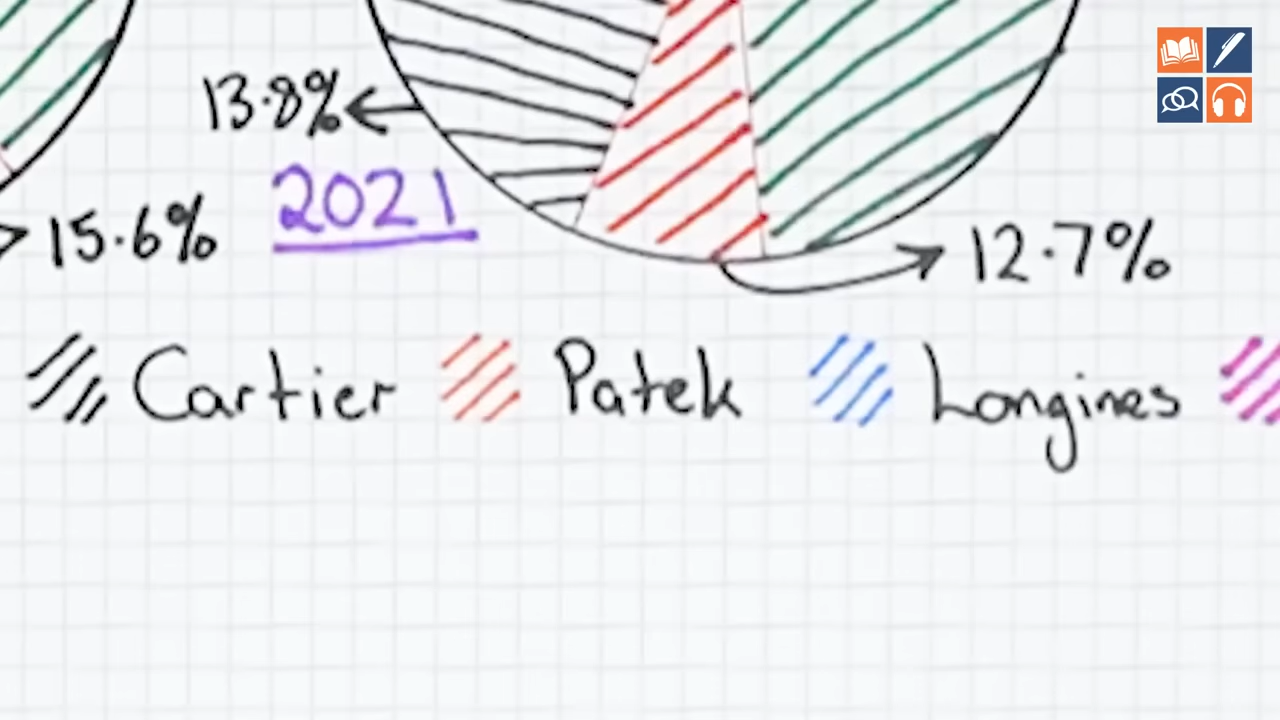 13.8%
2021
15.6%
12.7%
Cartier Patek Longines